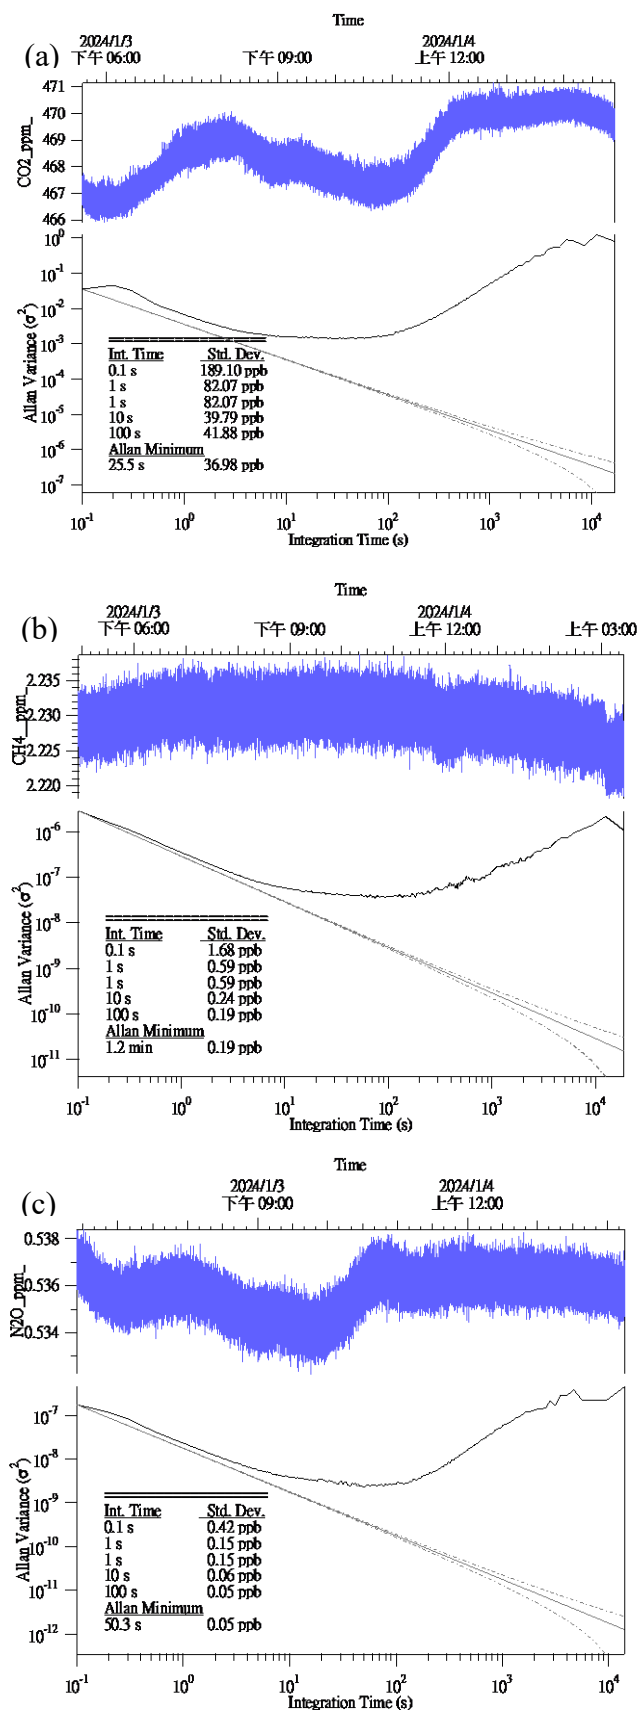 Time
2024/1/3 2024/1/4
下午 06:00 下午 09:00 上午 12:00
(a)
471
470
469
468
467
466
CO2_ppm_
10^0
10^-1
10^-2
10^-3
10^-4
10^-5
10^-6
10^-7
Allan Variance (σ^2)
Int. Time Std. Dev.
0.1 s 189.10 ppb
1 s 82.07 ppb
1 s 82.07 ppb
10 s 39.79 ppb
100 s 41.88 ppb
Allan Minimum
25.5 s 36.98 ppb
10^-1 10^0 10^1 10^2 10^3 10^4
Integration Time (s)
Time
2024/1/3 2024/1/4
下午 06:00 下午 09:00 上午 12:00 上午 03:00
(b)
2.235
2.230
2.225
2.220
CH4__ppm_
10^-6
10^-7
10^-8
10^-9
10^-10
10^-11
Allan Variance (σ^2)
Int. Time Std. Dev.
0.1 s 1.68 ppb
1 s 0.59 ppb
1 s 0.59 ppb
10 s 0.24 ppb
100 s 0.19 ppb
Allan Minimum
1.2 min 0.19 ppb
10^-1 10^0 10^1 10^2 10^3 10^4
Integration Time (s)
Time
2024/1/3 2024/1/4
下午 09:00 上午 12:00
(c)
0.538
0.536
0.534
N2O_ppm_
10^-7
10^-8
10^-9
10^-10
10^-11
10^-12
Allan Variance (σ^2)
Int. Time Std. Dev.
0.1 s 0.42 ppb
1 s 0.15 ppb
1 s 0.15 ppb
10 s 0.06 ppb
100 s 0.05 ppb
Allan Minimum
50.3 s 0.05 ppb
10^-1 10^0 10^1 10^2 10^3 10^4
Integration Time (s)